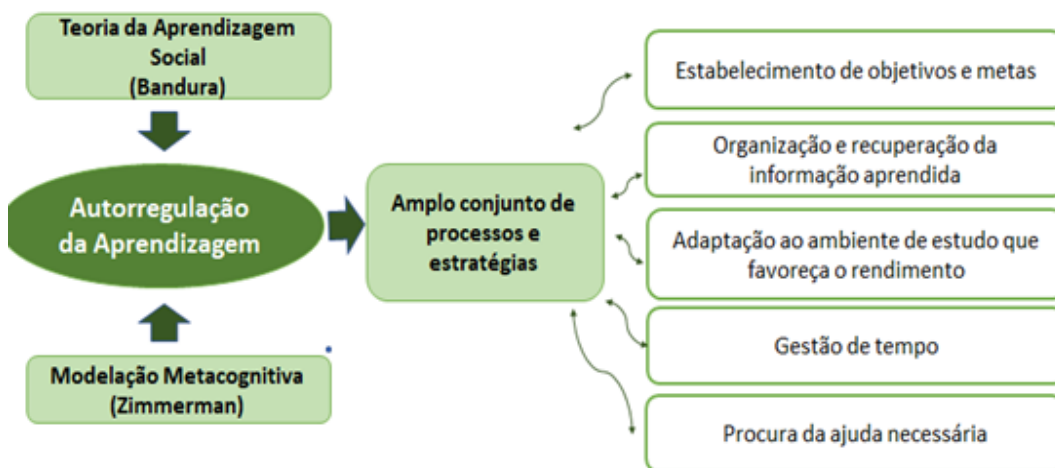 Teoria da Aprendizagem
Social
(Bandura)
Autorregulação
da Aprendizagem
Modelação Metacognitiva
(Zimmerman)
Amplo conjunto de
processos e
estratégias
Estabelecimento de objetivos e metas
Organização e recuperação da
informação aprendida
Adaptação ao ambiente de estudo que
favoreça o rendimento
Gestão de tempo
Procura da ajuda necessária